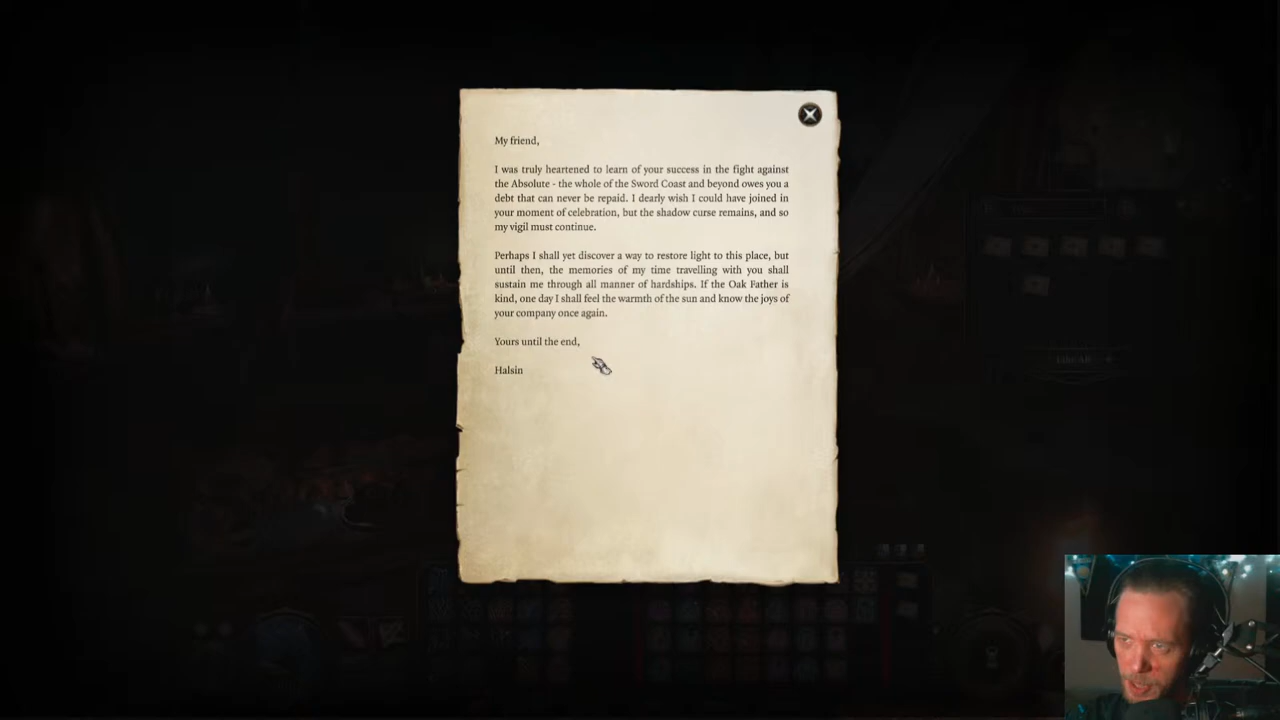 My friend,
I was truly heartened to learn of your success in the fight against
the Absolute - the whole of the Sword Coast and beyond owes you a
debt that can never be repaid. I dearly wish I could have joined in
your moment of celebration, but the shadow curse remains, and so
my vigil must continue.
Perhaps I shall yet discover a way to restore light to this place, but
until then, the memories of my time travelling with you shall
sustain me through all manner of hardships. If the Oak Father is
kind, one day I shall feel the warmth of the sun and know the joys of
your company once again.
Yours until the end,
Halsin